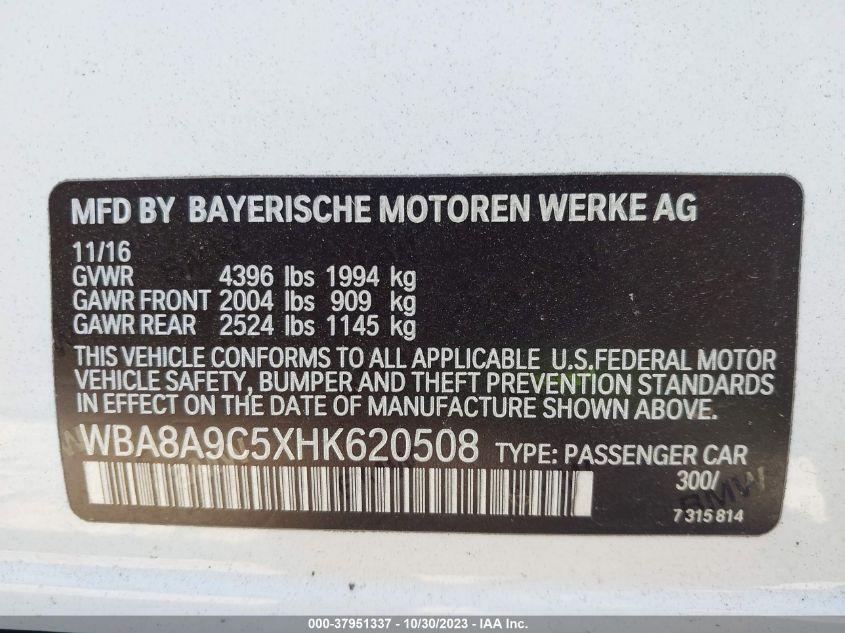 MFD BY BAYERISCHE MOTOREN WERKE AG
11/16
GVWR 4396 lbs 1994 kg
GAWR FRONT 2004 lbs 909 kg
GAWR REAR 2524 lbs 1145 kg
THIS VEHICLE CONFORMS TO ALL APPLICABLE U.S.FEDERAL MOTOR
VEHICLE SAFETY, BUMPER AND THEFT PREVENTION STANDARDS
IN EFFECT ON THE DATE OF MANUFACTURE SHOWN ABOVE.
WBA8A9C5XHK620508 TYPE: PASSENGER CAR
300/
BMW
7 315 814
000-37951337 - 10/30/2023 - IAA Inc.